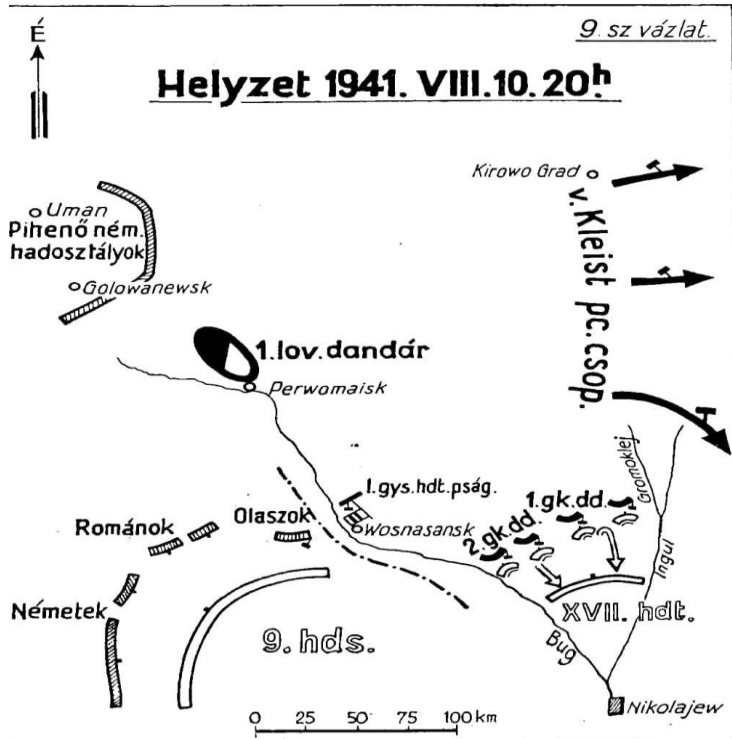 É
9. sz vázlat.
Helyzet 1941. VIII. 10. 20h
Kirowo Grad
v. Kleist pc. csop.
Uman
Pihenő ném.
hadosztályok
Golowanewsk
1. lov. dandár
Perwomaisk
Gromoklej
I. gys. hdt. pság.
1. gk. dd.
Olaszok
Románok
Wosnasansk
2. gk. dd.
Ingul
Németek
XVII. hdt.
9. hds.
Bug
Nikolajew
0 25 50 75 100 km